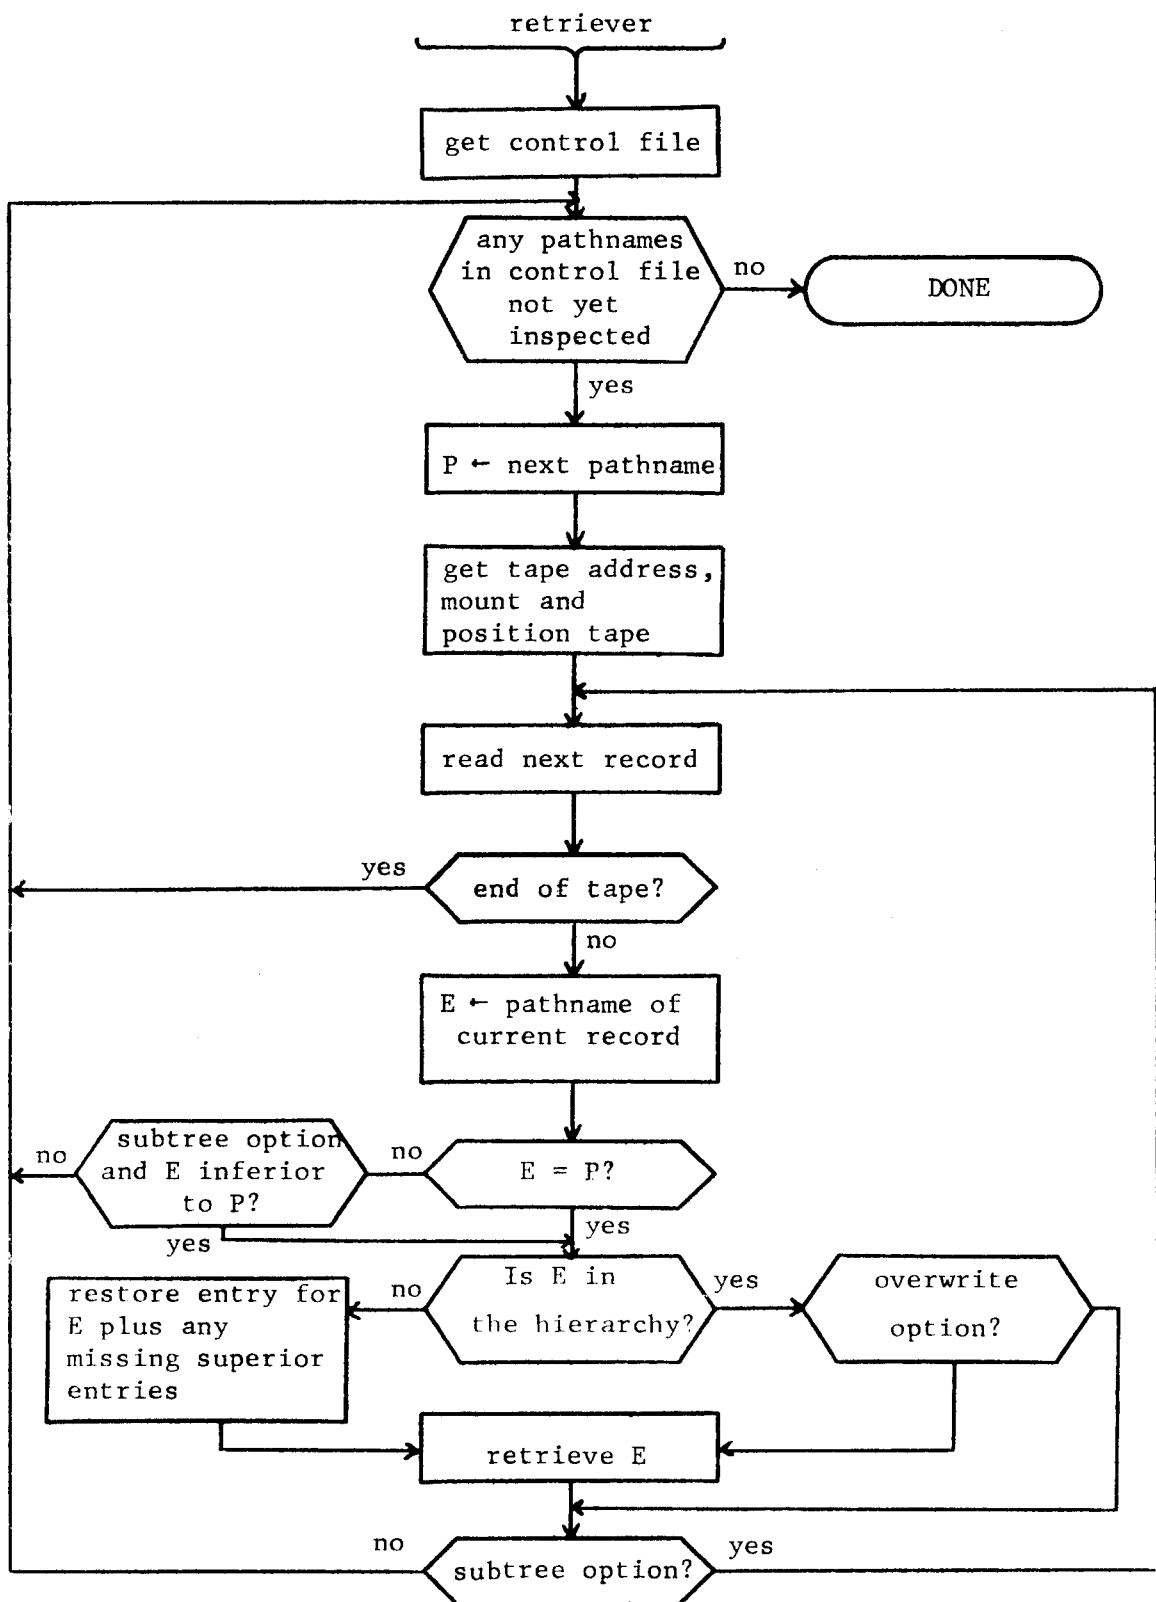 retriever
get control file
any pathnames
in control file
not yet
inspected
no
DONE
yes
P ← next pathname
get tape address,
mount and
position tape
read next record
yes
end of tape?
no
E ← pathname of
current record
no
subtree option
and E inferior
to P?
no
E = P?
yes
yes
Is E in
the hierarchy?
no
yes
overwrite
option?
restore entry for
E plus any
missing superior
entries
retrieve E
no
subtree option?
yes